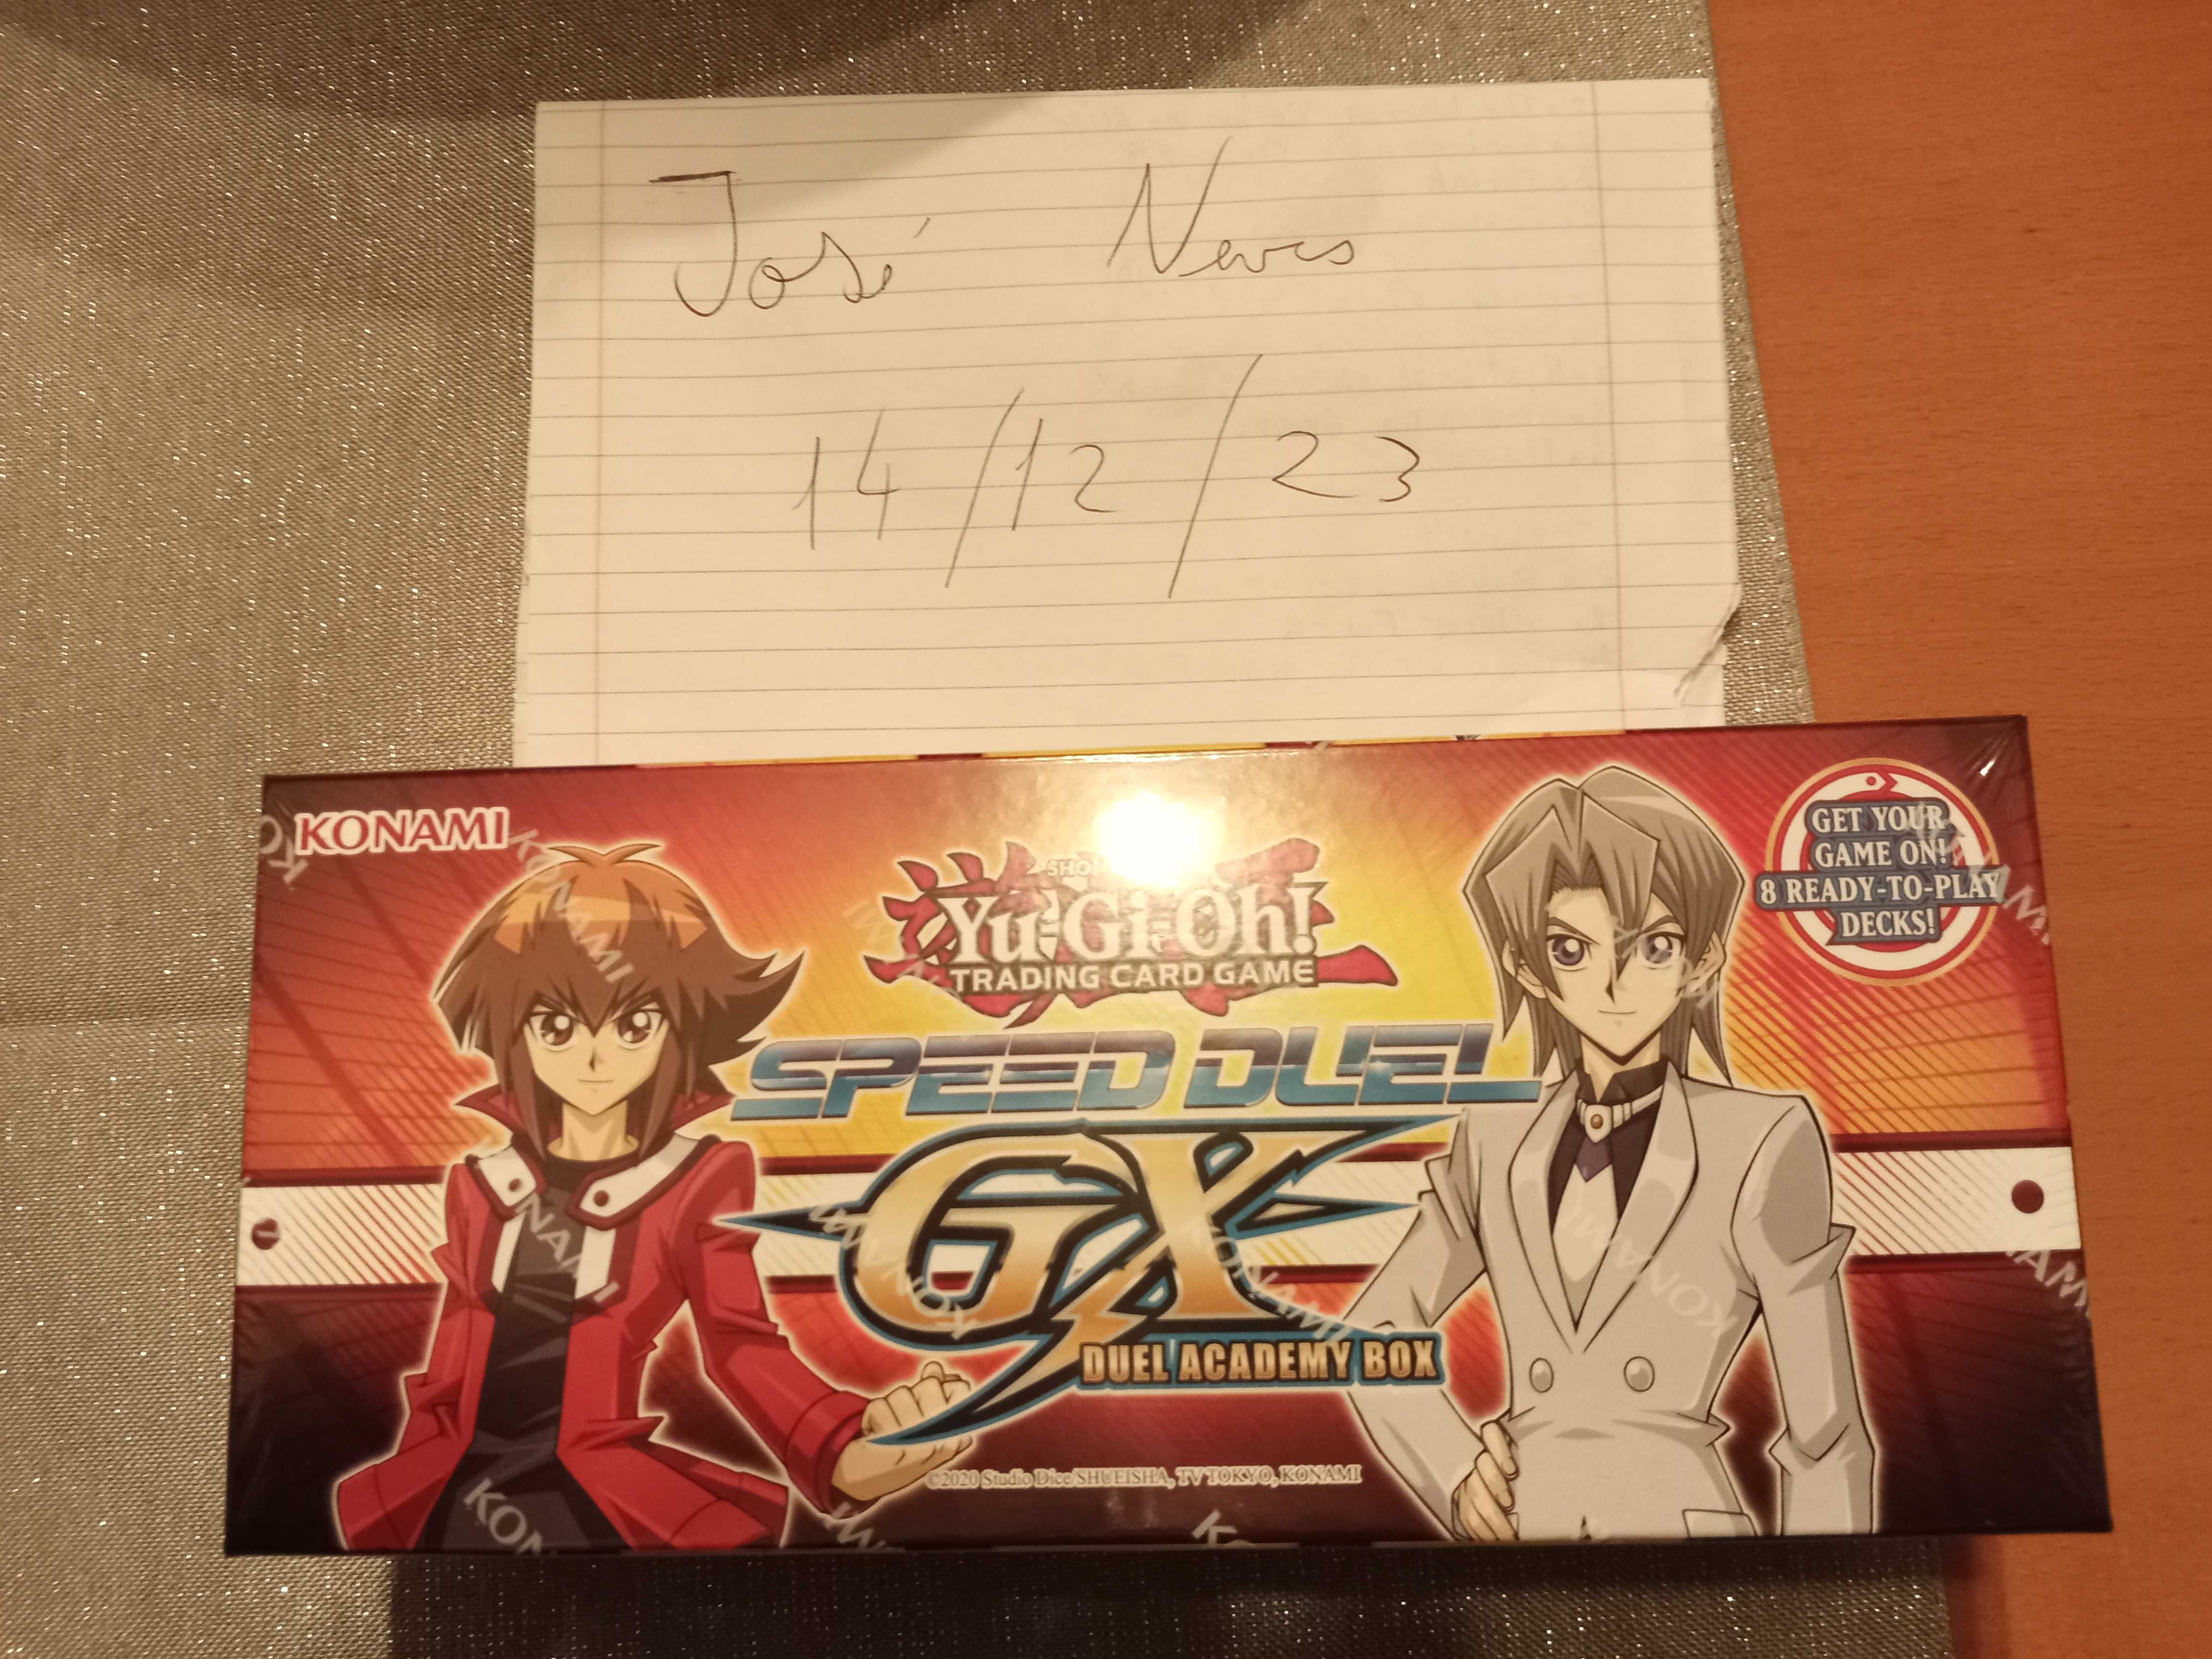 José Neves
14/12/23
KONAMI
GET YOUR
GAME ON!
8 READY-TO-PLAY
DECKS!
Yu-Gi-Oh!
TRADING CARD GAME
SPEED DUEL
GX
DUEL ACADEMY BOX
©2020 Studio Dice/SHUEISHA, TV TOKYO, KONAMI